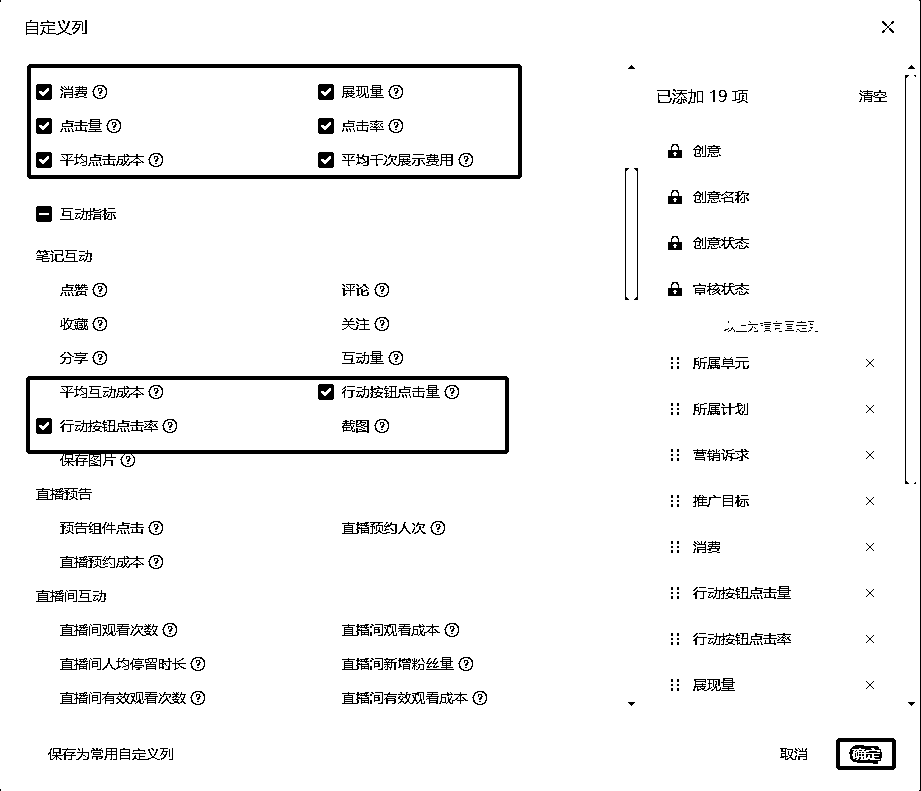 自定义列
消费 展现量
点击量 点击率
平均点击成本 平均千次展示费用
互动指标
笔记互动
点赞 评论
收藏 关注
分享 互动量
平均互动成本 行动按钮点击量
行动按钮点击率 截图
保存图片
直播预告
预告组件点击 直播预约人次
直播预约成本
直播间互动
直播间观看次数 直播间观看成本
直播间人均停留时长 直播间新增粉丝量
直播间有效观看次数 直播间有效观看成本
已添加 19 项 清空
创意
创意名称
创意状态
审核状态
所属单元
所属计划
营销诉求
推广目标
消费
行动按钮点击量
行动按钮点击率
展现量
保存为常用自定义列
取消 确定